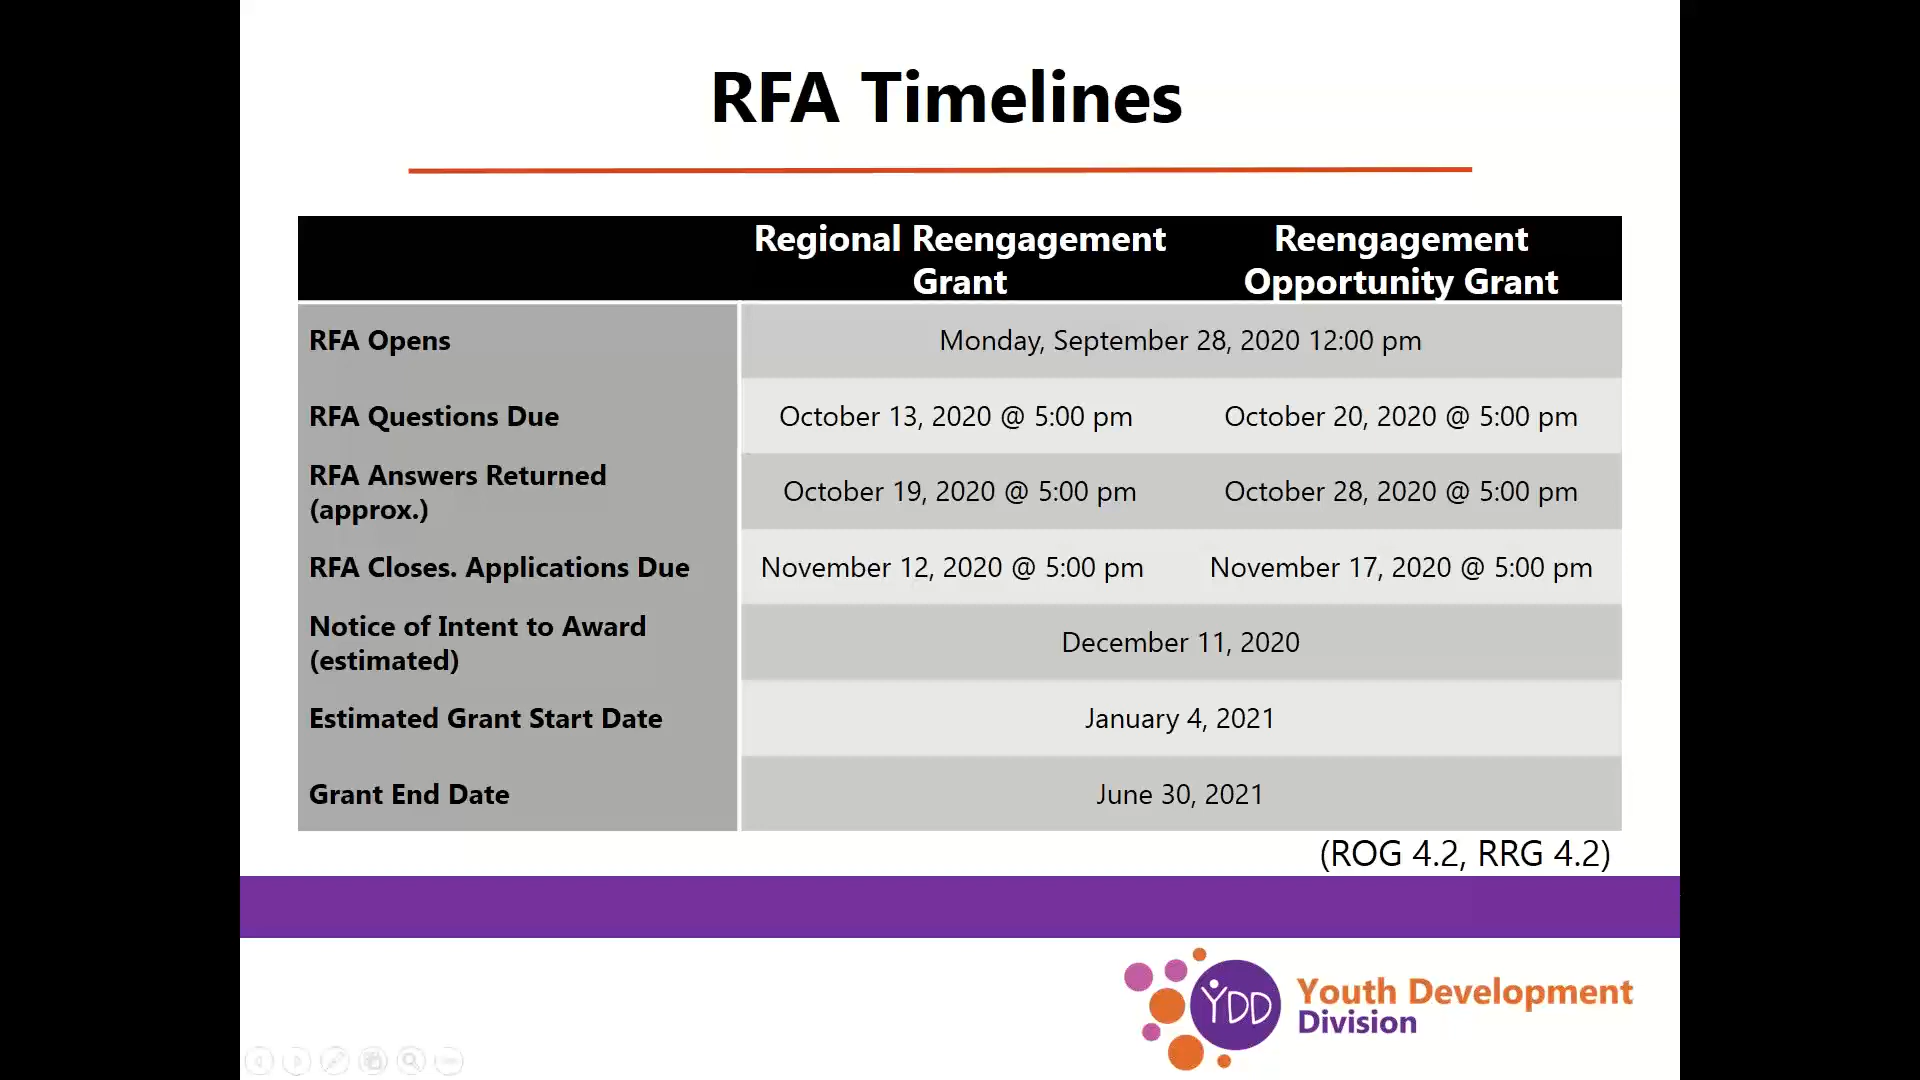 RFA Timelines
Regional Reengagement
Grant
Reengagement
Opportunity Grant
RFA Opens
Monday, September 28, 2020 12:00 pm
RFA Questions Due
October 13, 2020 @ 5:00 pm
October 20, 2020 @ 5:00 pm
RFA Answers Returned
(approx.)
October 19, 2020 @ 5:00 pm
October 28, 2020 @ 5:00 pm
RFA Closes. Applications Due
November 12, 2020 @ 5:00 pm
November 17, 2020 @ 5:00 pm
Notice of Intent to Award
(estimated)
December 11, 2020
Estimated Grant Start Date
January 4, 2021
Grant End Date
June 30, 2021
(ROG 4.2, RRG 4.2)
YDD
Youth Development
Division